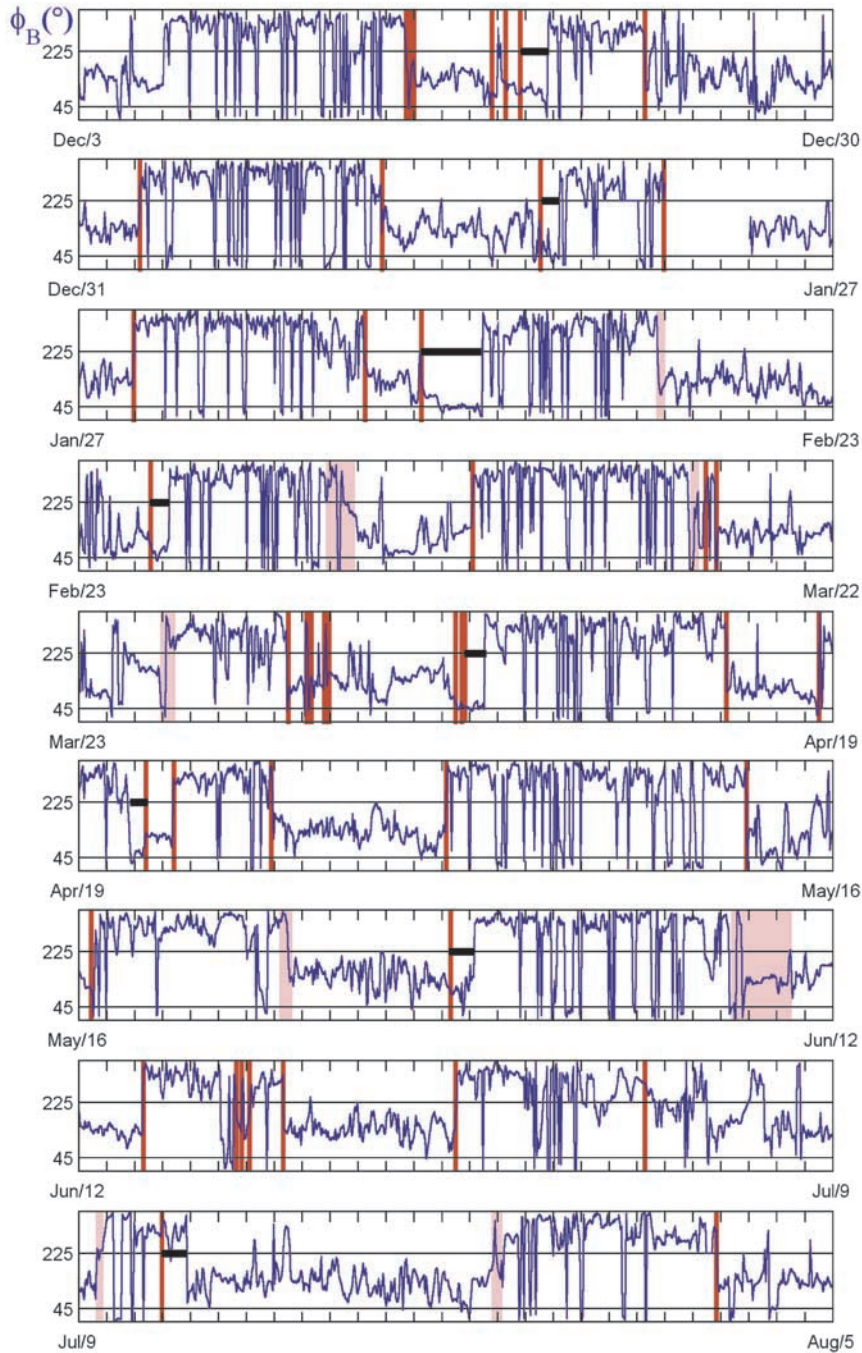 ϕB(°)
225
45
Dec/3 Dec/30
225
45
Dec/31 Jan/27
225
45
Jan/27 Feb/23
225
45
Feb/23 Mar/22
225
45
Mar/23 Apr/19
225
45
Apr/19 May/16
225
45
May/16 Jun/12
225
45
Jun/12 Jul/9
225
45
Jul/9 Aug/5